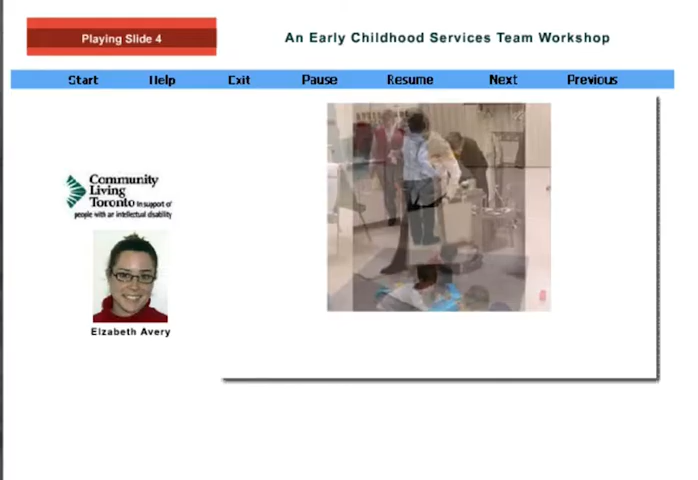 Playing Slide 4
An Early Childhood Services Team Workshop
Start Help Exit Pause Resume Next Previous
Community
Living
Toronto In support of
people with an intellectual disability
Elzabeth Avery